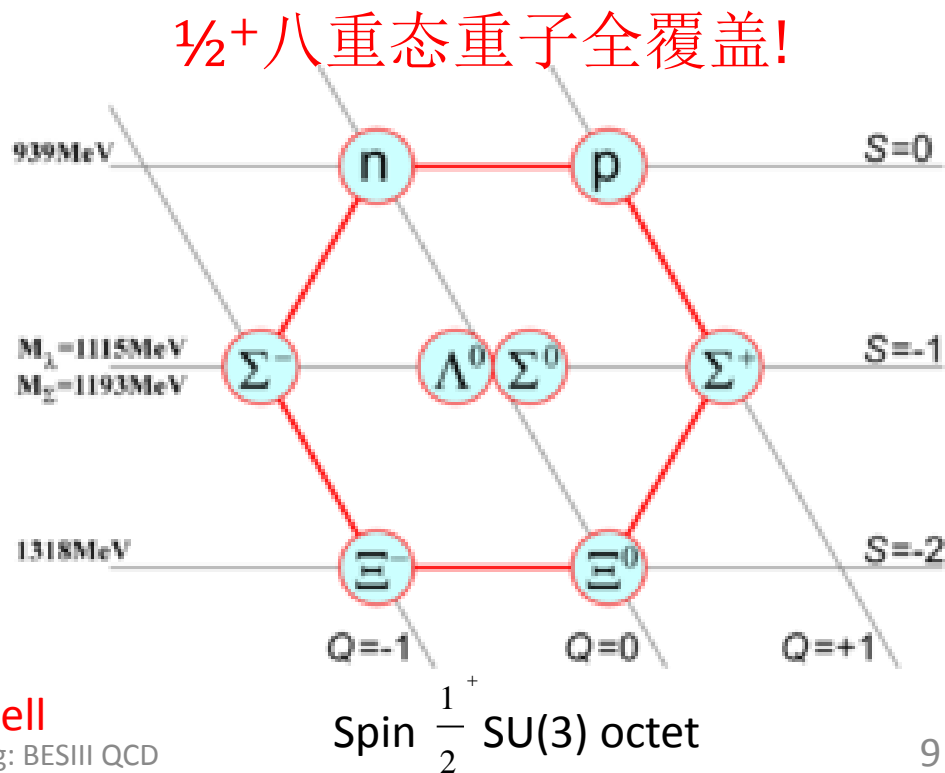 ½⁺八重态重子全覆盖!
939MeV
n
p
S=0
M_λ=1115MeV
M_Σ=1193MeV
Σ⁻
Λ⁰
Σ⁰
Σ⁺
S=-1
1318MeV
Ξ⁻
Ξ⁰
S=-2
Q=-1
Q=0
Q=+1
ell
Spin 1/2⁺ SU(3) octet
g: BESIII QCD
9